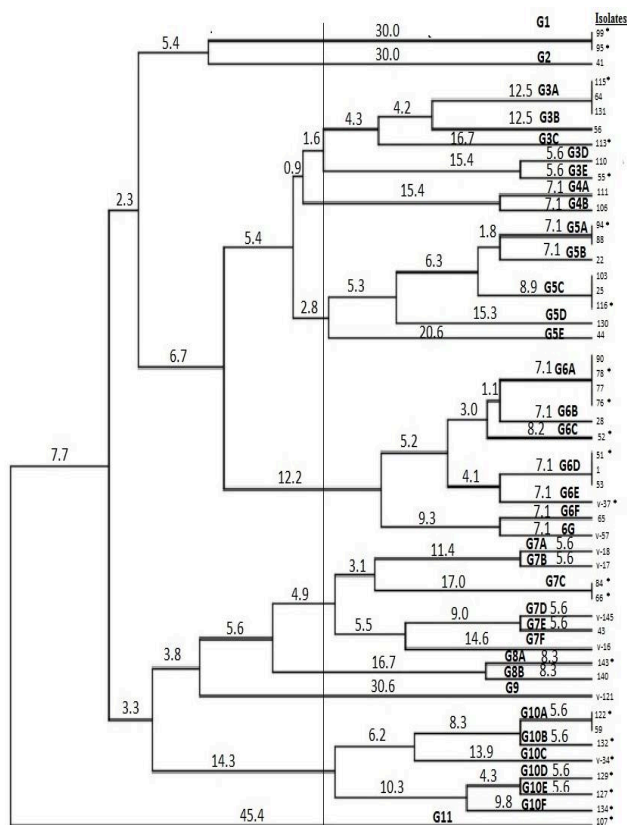 Isolates
G1
30.0
99 *
95 *
5.4
30.0 G2
41
115*
12.5 G3A
64
131
4.2
4.3
12.5 G3B
56
1.6
16.7 G3C
113*
5.6 G3D
110
15.4
5.6 G3E
55 *
0.9
7.1 G4A
111
15.4
7.1 G4B
106
2.3
7.1 G5A
94 *
88
1.8
5.4
7.1 G5B
22
6.3
103
8.9 G5C
25
5.3
116 *
2.8
15.3 G5D
130
20.6 G5E
44
6.7
90
7.1 G6A
78 *
77
76 *
1.1
3.0
7.1 G6B
28
8.2 G6C
52 *
5.2
51 *
7.7
7.1 G6D
1
53
12.2
4.1
7.1 G6E
v-37 *
7.1 G6F
65
9.3
7.1 6G
v-57
G7A 5.6
v-18
11.4
G7B 5.6
v-17
3.1
17.0 G7C
84 *
66 *
4.9
G7D 5.6
v-145
9.0
G7E 5.6
43
5.5
14.6 G7F
v-16
5.6
G8A 8.3
143*
16.7
G8B 8.3
140
3.8
30.6 G9
v-121
3.3
G10A 5.6
122 *
59
8.3
G10B 5.6
132 *
6.2
13.9 G10C
v-34 *
14.3
G10D 5.6
129 *
4.3
G10E 5.6
127 *
10.3
9.8 G10F
134 *
45.4 G11
107 *